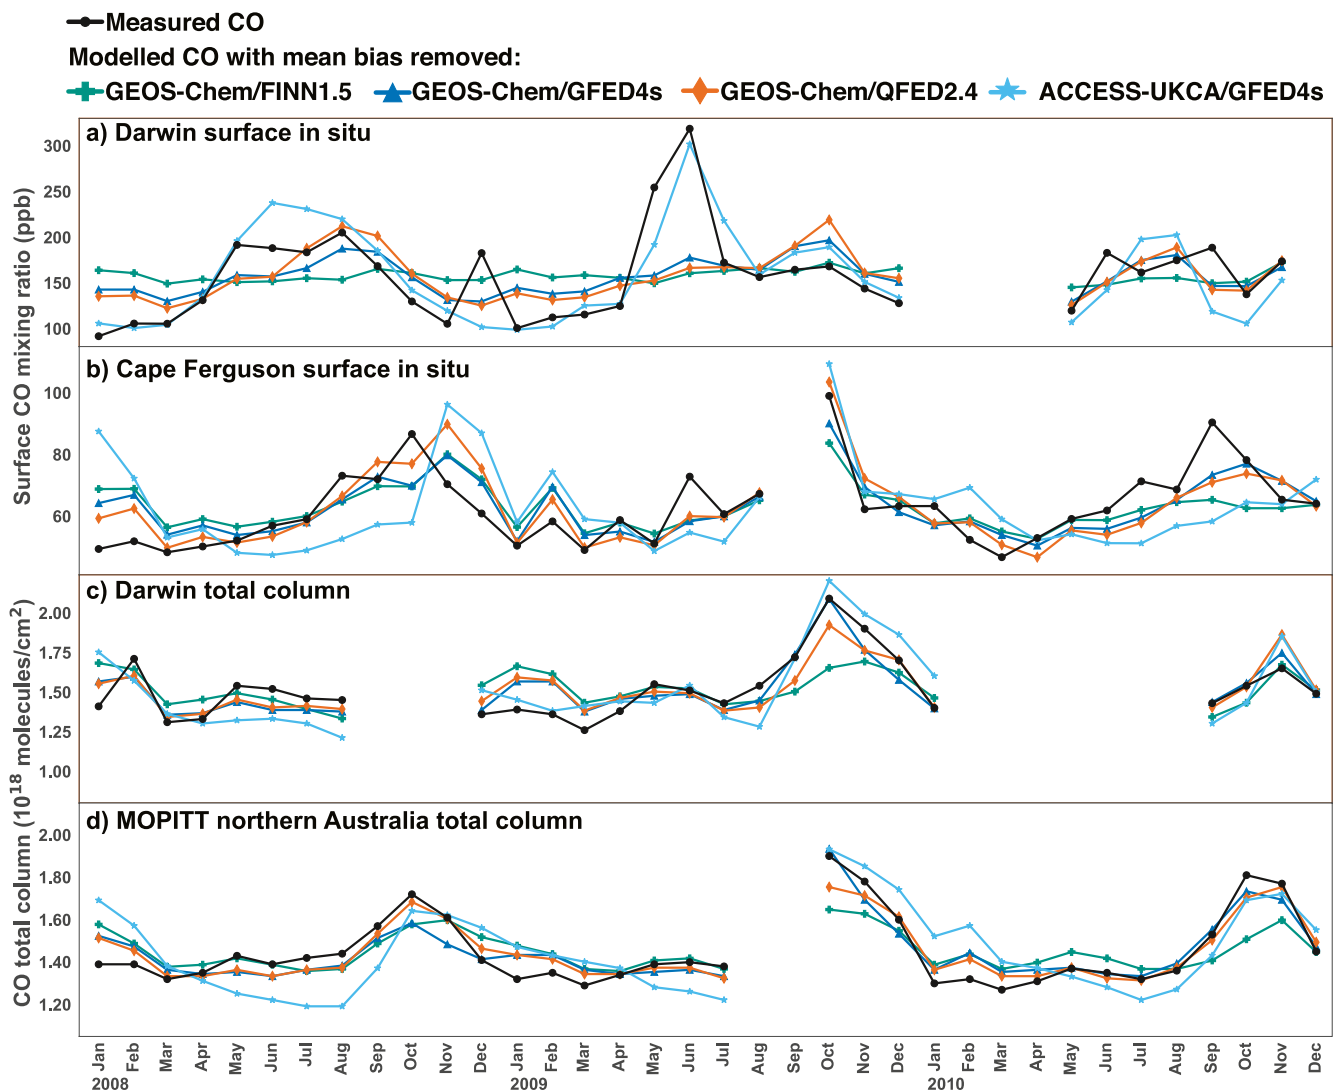 Measured CO
Modelled CO with mean bias removed:
GEOS-Chem/FINN1.5 GEOS-Chem/GFED4s GEOS-Chem/QFED2.4 ACCESS-UKCA/GFED4s
Surface CO mixing ratio (ppb)
a) Darwin surface in situ
300
250
200
150
100
b) Cape Ferguson surface in situ
100
80
60
CO total column (10¹⁸ molecules/cm²)
c) Darwin total column
2.00
1.75
1.50
1.25
1.00
d) MOPITT northern Australia total column
2.00
1.80
1.60
1.40
1.20
Jan Feb Mar Apr May Jun Jul Aug Sep Oct Nov Dec Jan Feb Mar Apr May Jun Jul Aug Sep Oct Nov Dec Jan Feb Mar Apr May Jun Jul Aug Sep Oct Nov Dec
2008 2009 2010